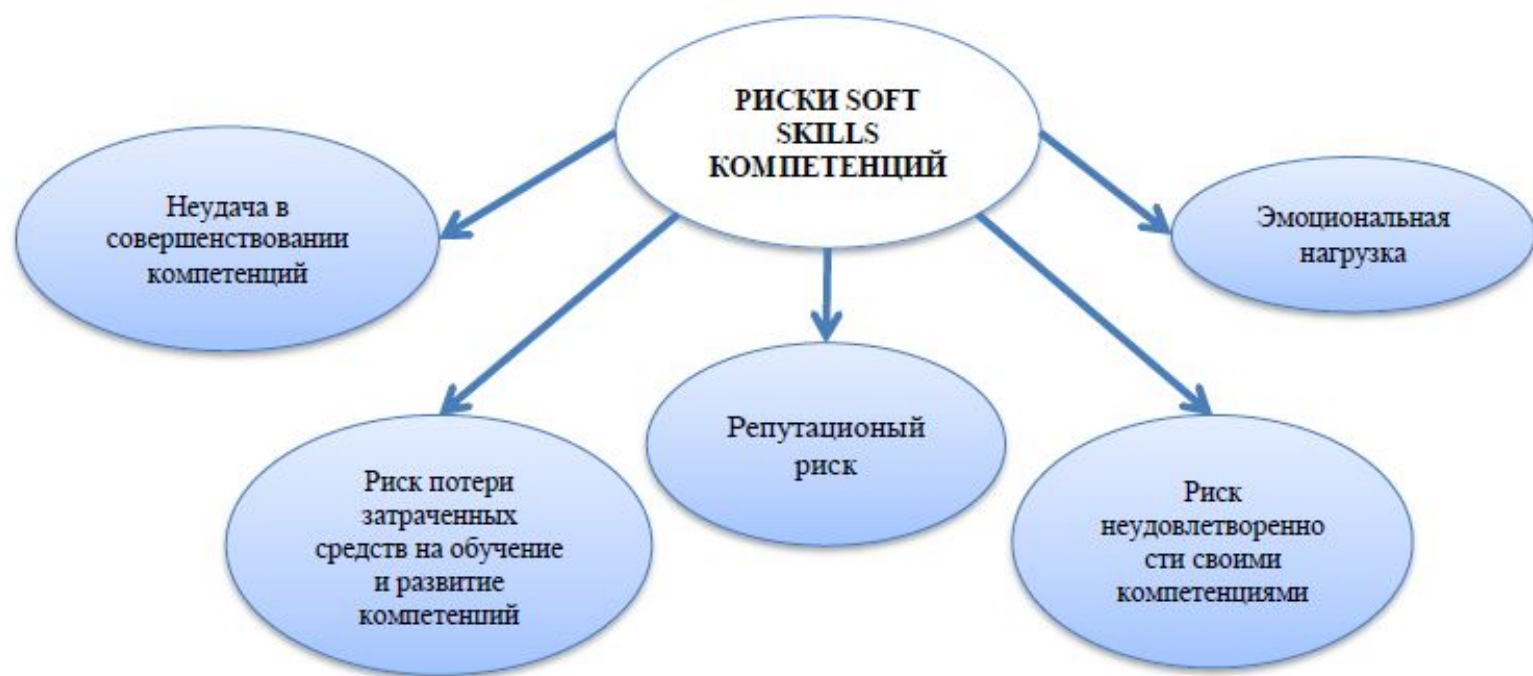 РИСКИ SOFT
SKILLS
КОМПЕТЕНЦИЙ
Неудача в
совершенствовании
компетенций
Эмоциональная
нагрузка
Риск потери
затраченных
средств на обучение
и развитие
компетенций
Репутационый
риск
Риск
неудовлетворенно
сти своими
компетенциями